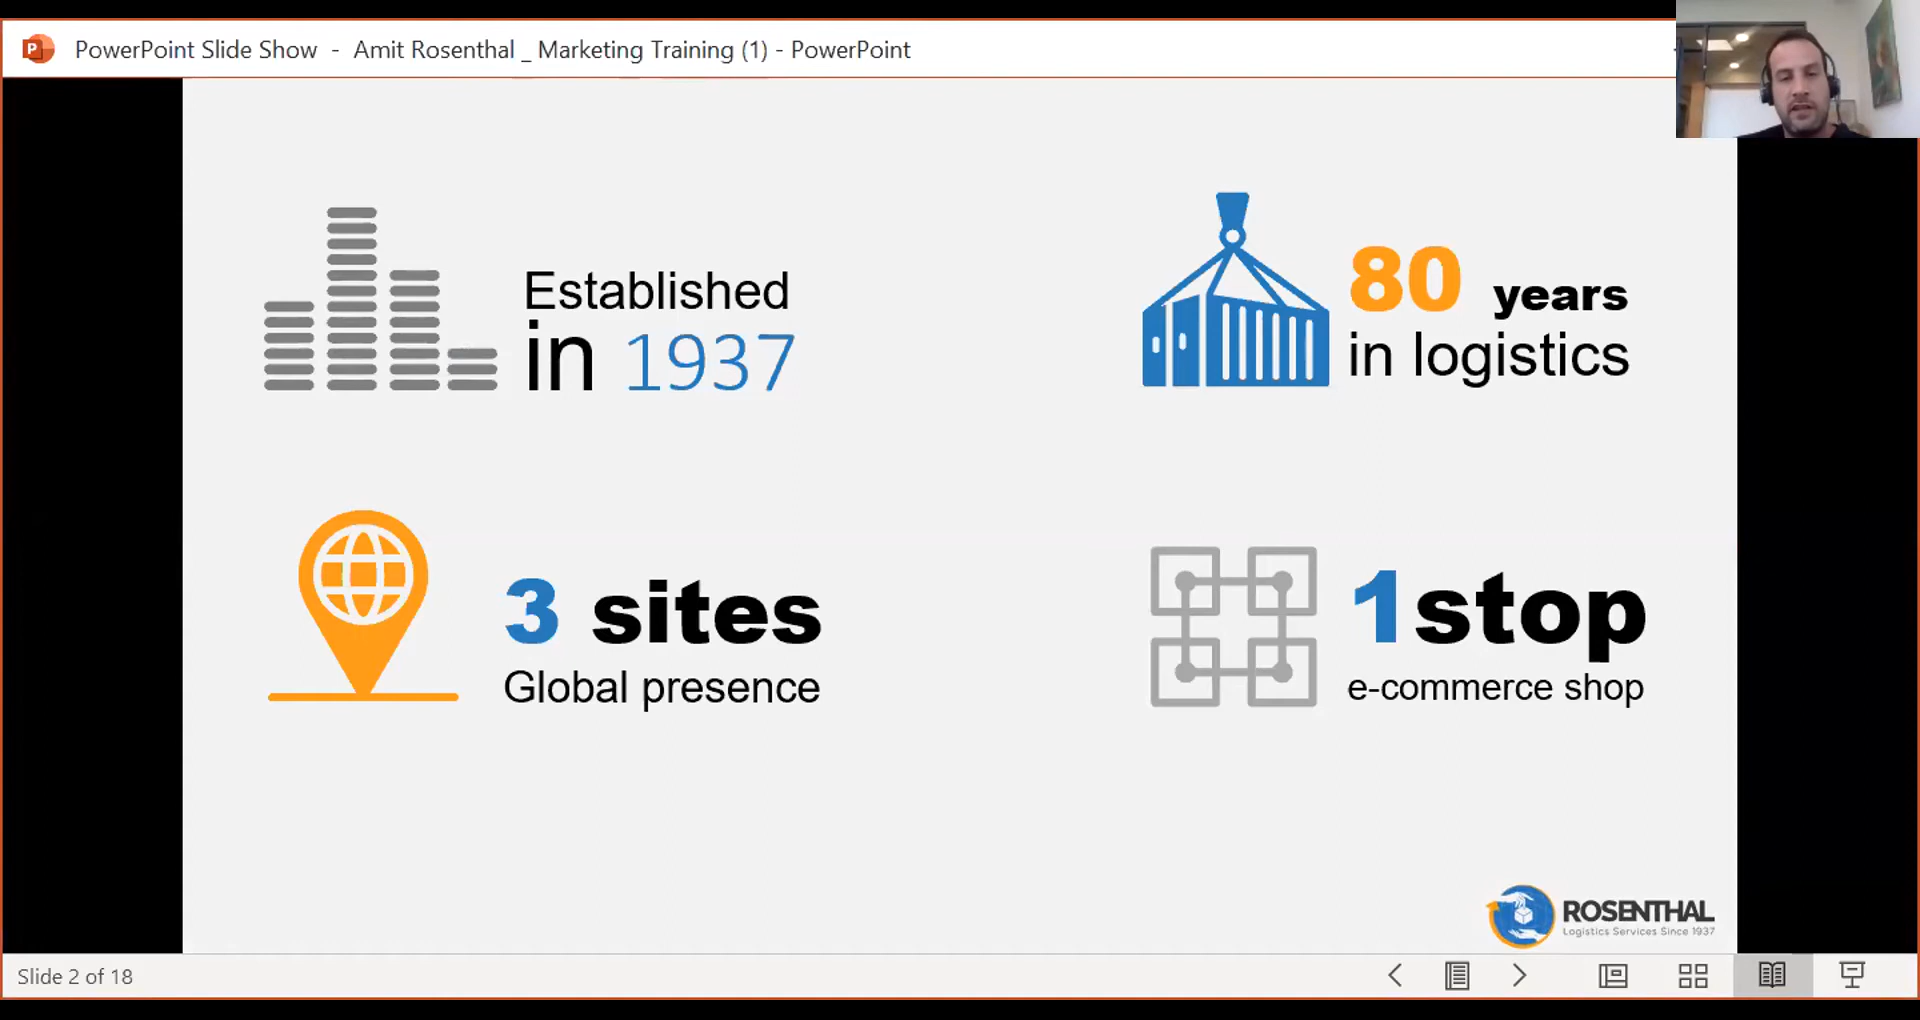 PowerPoint Slide Show - Amit Rosenthal _ Marketing Training (1) - PowerPoint
Established
in 1937
80 years
in logistics
3 sites
Global presence
1stop
e-commerce shop
ROSENTHAL
Logistics Services Since 1937
Slide 2 of 18